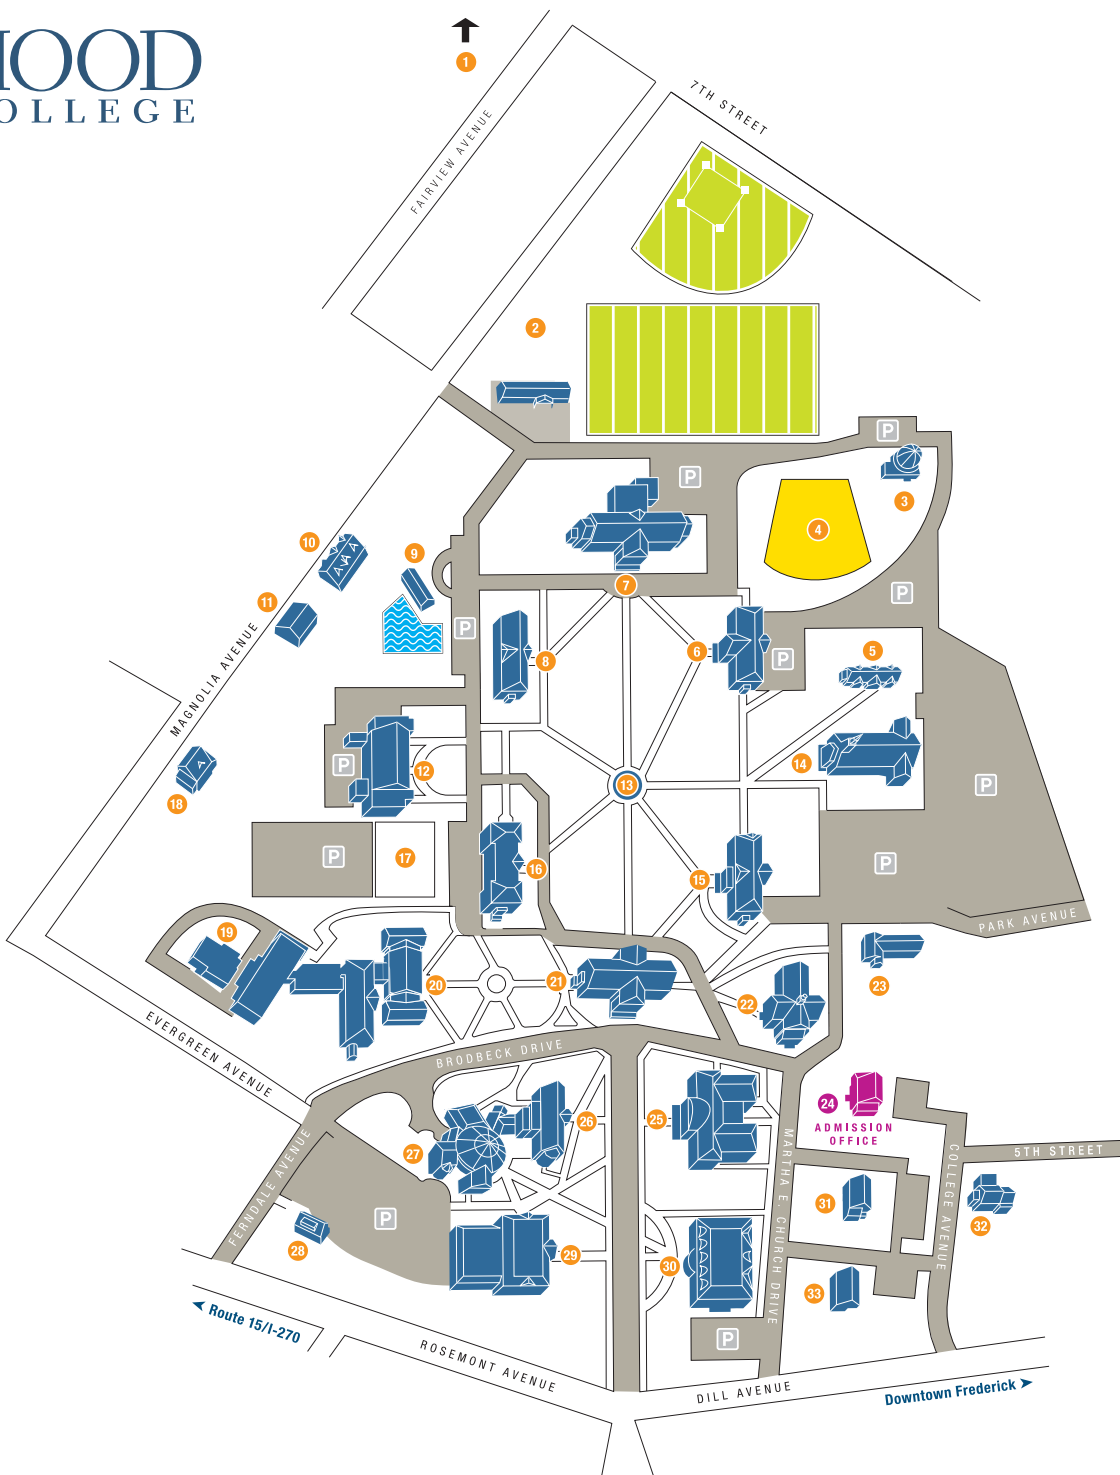 HOOD
COLLEGE
1
7TH STREET
FAIRVIEW AVENUE
2
P
3
P
4
10
9
7
P
11
P
6
8
P
5
MAGNOLIA AVENUE
14
P
12
13
P
18
17
P
16
15
P
PARK AVENUE
19
20
21
22
23
EVERGREEN AVENUE
BRODBECK DRIVE
24
ADMISSION
OFFICE
25
26
27
FERNDALE AVENUE
MARTHA E. CHURCH DRIVE
COLLEGE AVENUE
5TH STREET
P
28
29
30
31
32
33
Route 15/I-270
P
ROSEMONT AVENUE
DILL AVENUE
Downtown Frederick